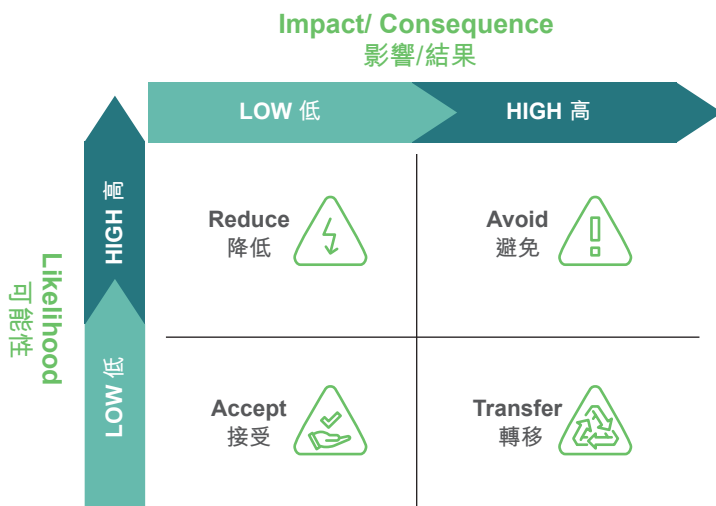 Impact/ Consequence
影響/結果
LOW 低
HIGH 高
Likelihood
可能性
HIGH 高
LOW 低
Reduce
降低
Avoid
避免
Accept
接受
Transfer
轉移